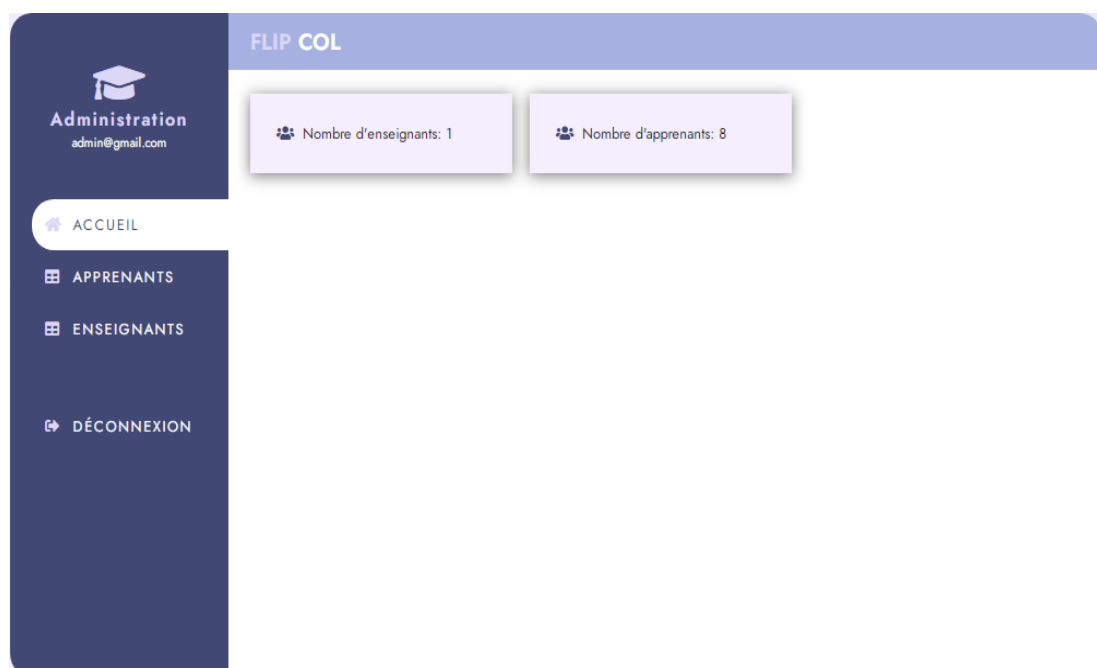 FLIP COL
Administration
admin@gmail.com
Nombre d'enseignants: 1
Nombre d'apprenants: 8
ACCUEIL
APPRENANTS
ENSEIGNANTS
DÉCONNEXION